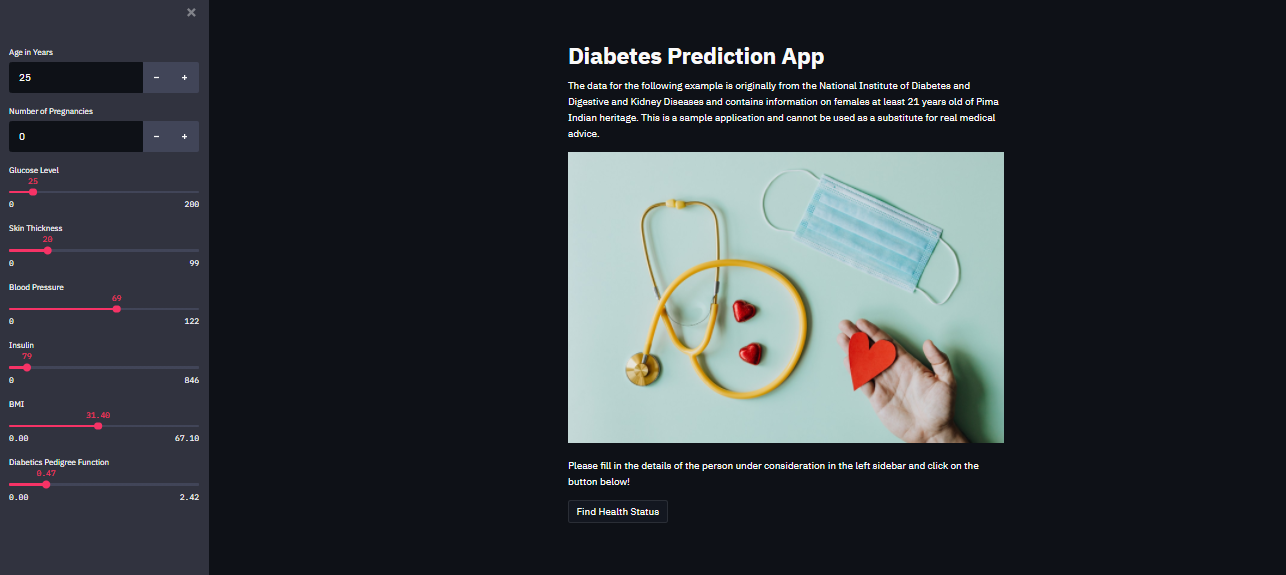 ×
Age in Years
25 − +
Number of Pregnancies
0 − +
Glucose Level
25
0 200
Skin Thickness
20
0 99
Blood Pressure
69
0 122
Insulin
79
0 846
BMI
31.40
0.00 67.10
Diabetics Pedigree Function
0.47
0.00 2.42
Diabetes Prediction App
The data for the following example is originally from the National Institute of Diabetes and
Digestive and Kidney Diseases and contains information on females at least 21 years old of Pima
Indian heritage. This is a sample application and cannot be used as a substitute for real medical
advice.
Please fill in the details of the person under consideration in the left sidebar and click on the
button below!
Find Health Status